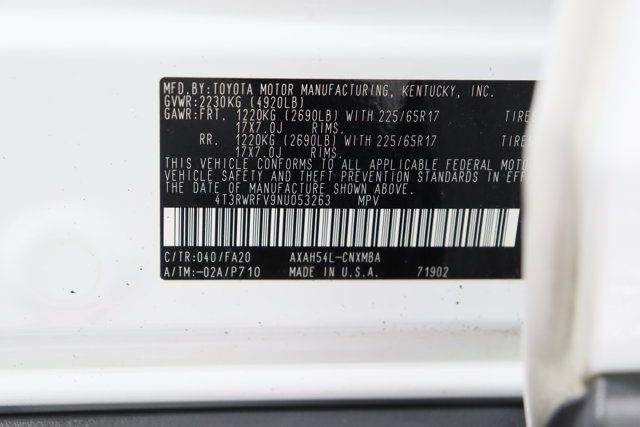 MFD.BY:TOYOTA MOTOR MANUFACTURING, KENTUCKY, INC.
GVWR:2230KG (4920LB)
GAWR:FRT. 1220KG (2690LB) WITH 225/65R17 TIRE
17X7.0J RIMS.
RR. 1220KG (2690LB) WITH 225/65R17 TIRE
17X7.0J RIMS.
THIS VEHICLE CONFORMS TO ALL APPLICABLE FEDERAL MOTO
VEHICLE SAFETY AND THEFT PREVENTION STANDARDS IN EFFE
THE DATE OF MANUFACTURE SHOWN ABOVE.
4T3RWRFV9NU053263 MPV
C/TR:040/FA20 AXAH54L-CNXMBA
A/TM:-02A/P710 MADE IN U.S.A. 71902